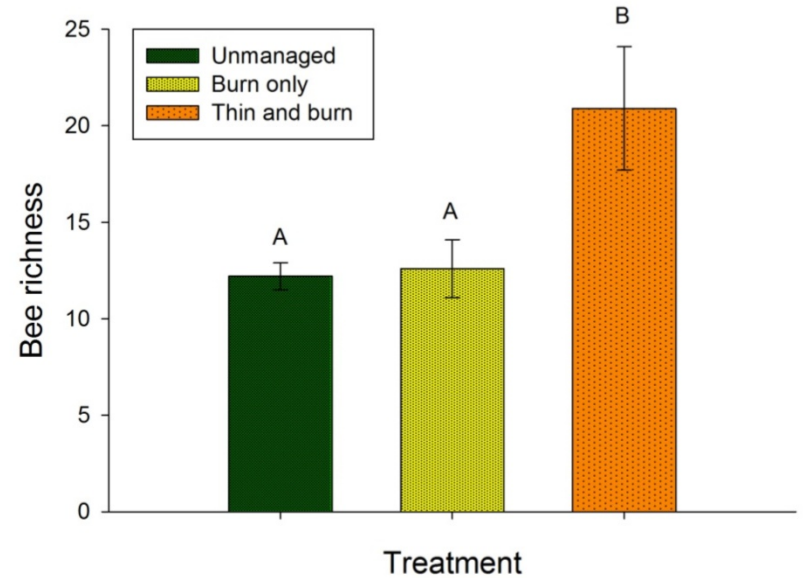 B
25
Unmanaged
Burn only
Thin and burn
20
15
A
A
10
5
0
Bee richness
Treatment